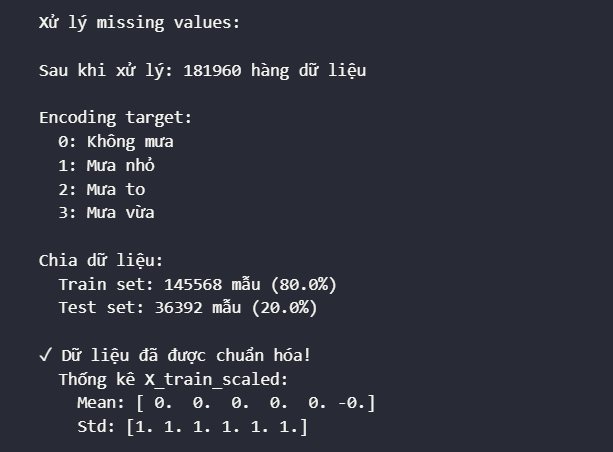 Xử lý missing values:
Sau khi xử lý: 181960 hàng dữ liệu
Encoding target:
0: Không mưa
1: Mưa nhỏ
2: Mưa to
3: Mưa vừa
Chia dữ liệu:
Train set: 145568 mẫu (80.0%)
Test set: 36392 mẫu (20.0%)
✓ Dữ liệu đã được chuẩn hóa!
Thống kê X_train_scaled:
Mean: [ 0.  0.  0.  0.  0. -0.]
Std: [1. 1. 1. 1. 1. 1.]